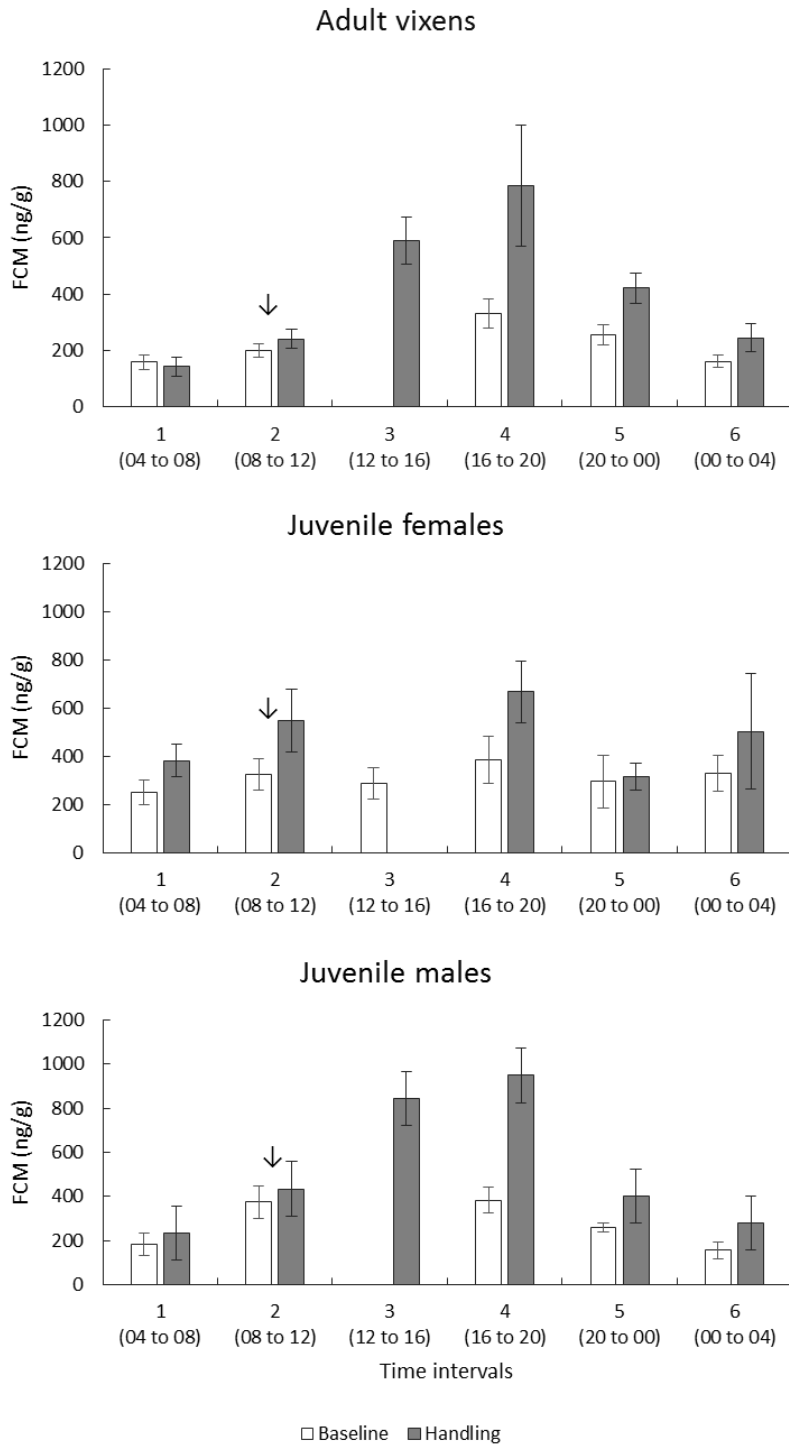 Adult vixens
1200
1000
800
600
400
200
0
FCM (ng/g)
1 2 3 4 5 6
(04 to 08) (08 to 12) (12 to 16) (16 to 20) (20 to 00) (00 to 04)
Juvenile females
1200
1000
800
600
400
200
0
FCM (ng/g)
1 2 3 4 5 6
(04 to 08) (08 to 12) (12 to 16) (16 to 20) (20 to 00) (00 to 04)
Juvenile males
1200
1000
800
600
400
200
0
FCM (ng/g)
1 2 3 4 5 6
(04 to 08) (08 to 12) (12 to 16) (16 to 20) (20 to 00) (00 to 04)
Time intervals
Baseline Handling